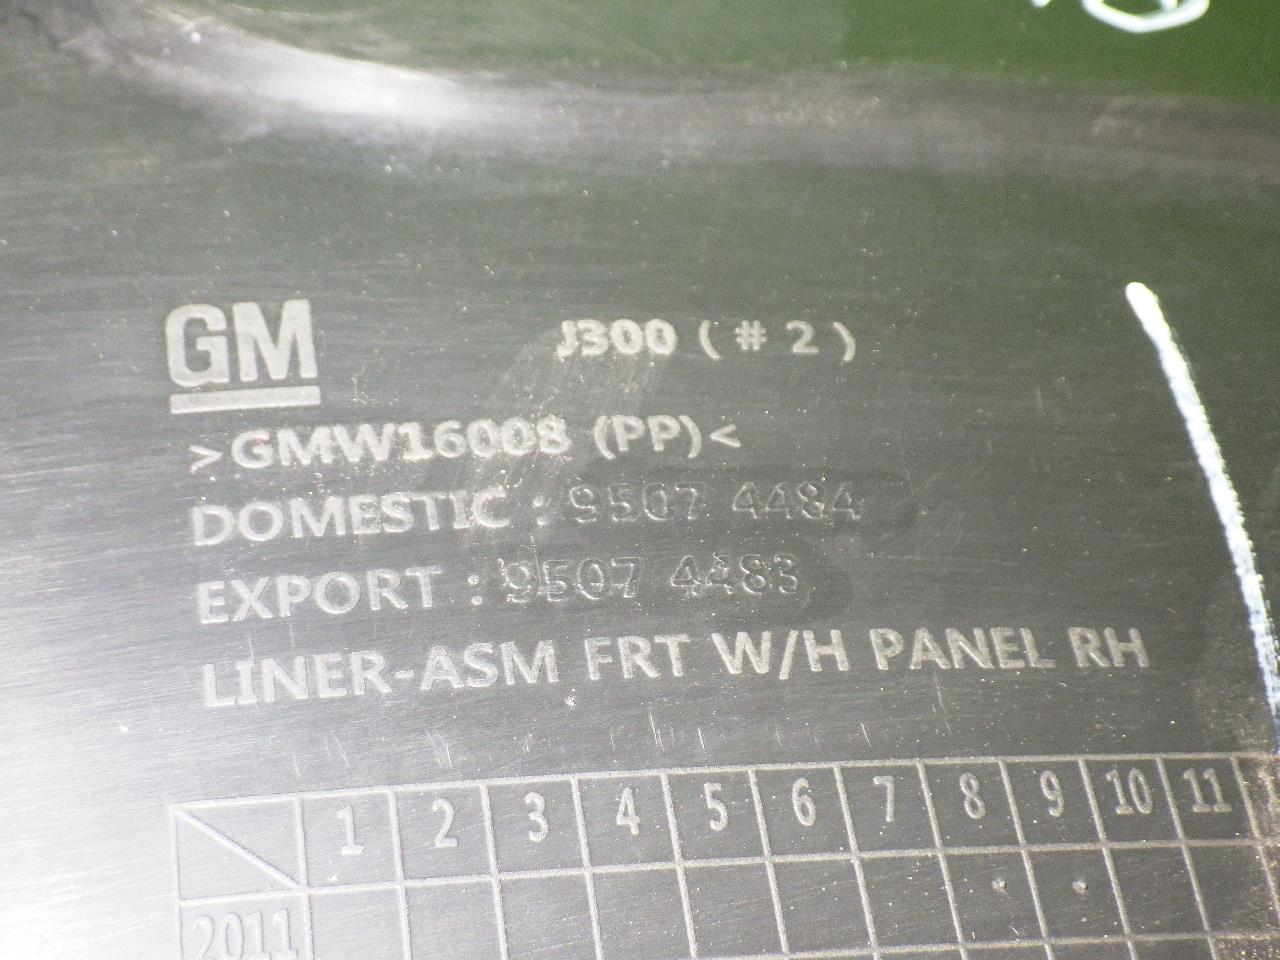 GM
J300 (#2)
>GMW16008 (PP)<
DOMESTIC : 9507 4484
EXPORT : 9507 4483
LINER-ASM FRT W/H PANEL RH
1 2 3 4 5 6 7 8 9 10 11
2011